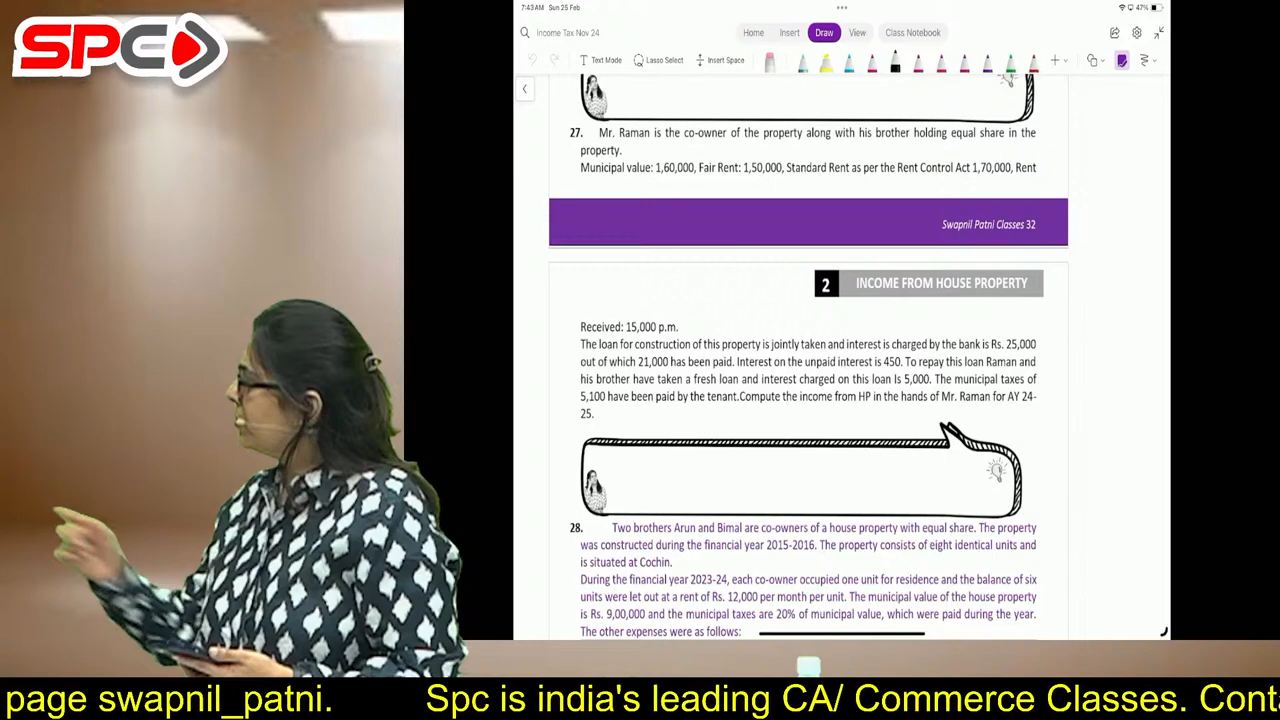 SPC
7:43 AM Sun 25 Feb
47%
Income Tax Nov 24
Home Insert Draw View Class Notebook
Text Mode Lasso Select Insert Space
27. Mr. Raman is the co-owner of the property along with his brother holding equal share in the
property.
Municipal value: 1,60,000, Fair Rent: 1,50,000, Standard Rent as per the Rent Control Act 1,70,000, Rent
Swapnil Patni Classes 32
2 INCOME FROM HOUSE PROPERTY
Received: 15,000 p.m.
The loan for construction of this property is jointly taken and interest is charged by the bank is Rs. 25,000
out of which 21,000 has been paid. Interest on the unpaid interest is 450. To repay this loan Raman and
his brother have taken a fresh loan and interest charged on this loan Is 5,000. The municipal taxes of
5,100 have been paid by the tenant.Compute the income from HP in the hands of Mr. Raman for AY 24-
25.
28. Two brothers Arun and Bimal are co-owners of a house property with equal share. The property
was constructed during the financial year 2015-2016. The property consists of eight identical units and
is situated at Cochin.
During the financial year 2023-24, each co-owner occupied one unit for residence and the balance of six
units were let out at a rent of Rs. 12,000 per month per unit. The municipal value of the house property
is Rs. 9,00,000 and the municipal taxes are 20% of municipal value, which were paid during the year.
The other expenses were as follows:
page swapnil_patni. Spc is india's leading CA/ Commerce Classes. Cont